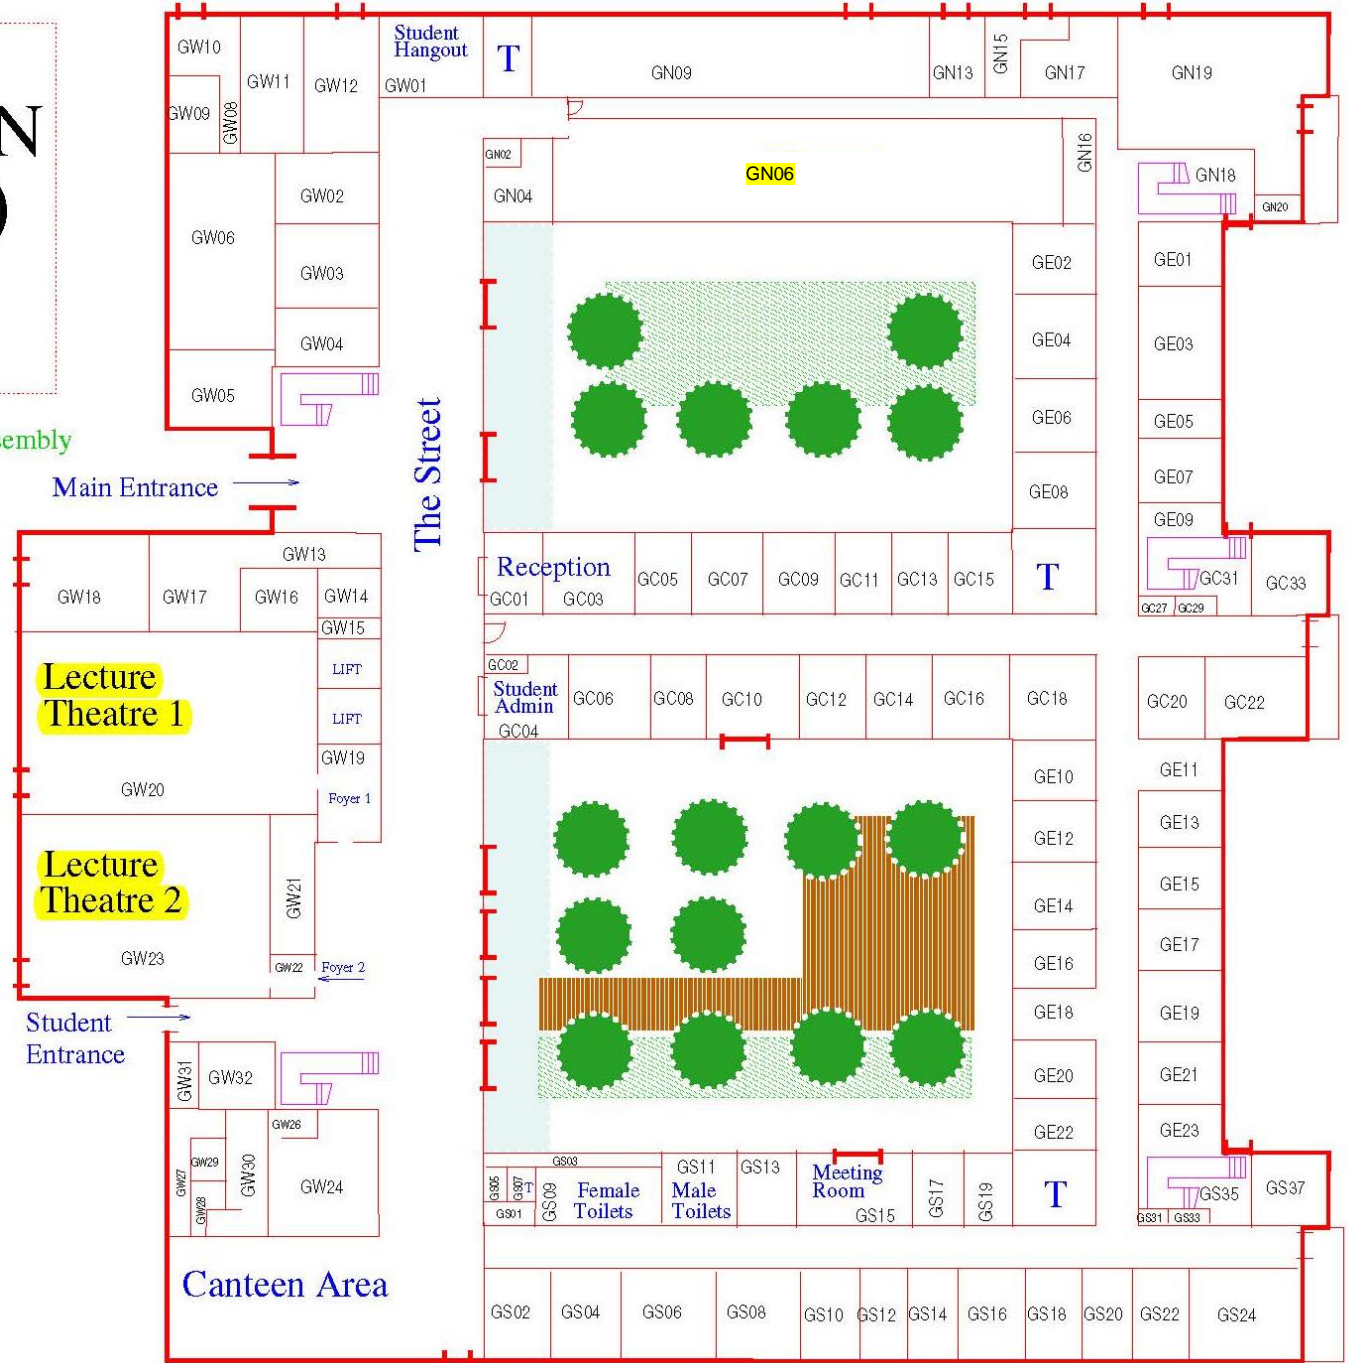 N
)
sembly
Student
Hangout
T
GW10
GW11
GW12
GW01
GN09
GN13
GN15
GN17
GN19
GW09
GW08
GN02
GN04
GN06
GN16
GN18
GN20
GW02
GW06
GW03
GW04
GW05
GE02
GE01
GE04
GE03
GE06
GE05
GE08
GE07
GE09
The Street
Main Entrance
GW13
GW18
GW17
GW16
GW14
GW15
Reception
GC01
GC03
GC05
GC07
GC09
GC11
GC13
GC15
T
GC31
GC33
GC27
GC29
Lecture
Theatre 1
LIFT
LIFT
GW19
GW20
Foyer 1
GC02
Student
Admin
GC04
GC06
GC08
GC10
GC12
GC14
GC16
GC18
GC20
GC22
Lecture
Theatre 2
GW21
GW23
GW22
Foyer 2
GE10
GE11
GE12
GE13
GE14
GE15
GE16
GE17
GE18
GE19
GE20
GE21
GE22
GE23
Student
Entrance
GW31
GW32
GW26
GW27
GW29
GW28
GW30
GW24
GS03
GS05
GS07
T
GS01
GS09
Female
Toilets
GS11
Male
Toilets
GS13
Meeting
Room
GS15
GS17
GS19
T
GS35
GS37
GS31
GS33
Canteen Area
GS02
GS04
GS06
GS08
GS10
GS12
GS14
GS16
GS18
GS20
GS22
GS24